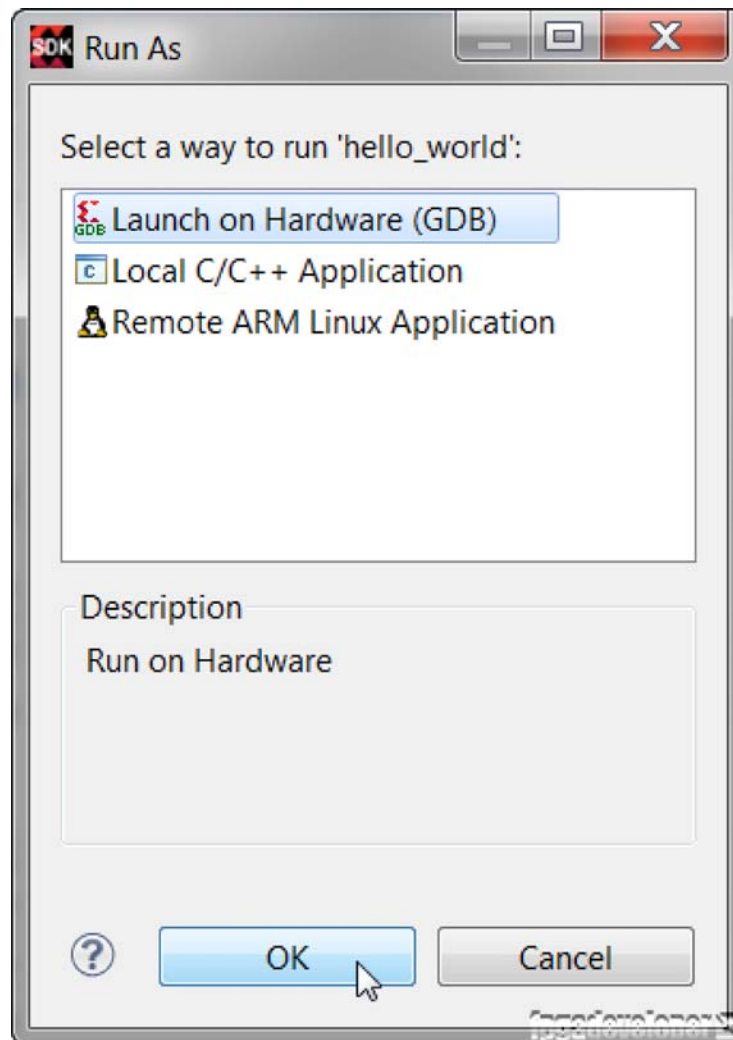 SDK Run As
Select a way to run 'hello_world':
GDB Launch on Hardware (GDB)
c Local C/C++ Application
Remote ARM Linux Application
Description
Run on Hardware
? OK Cancel